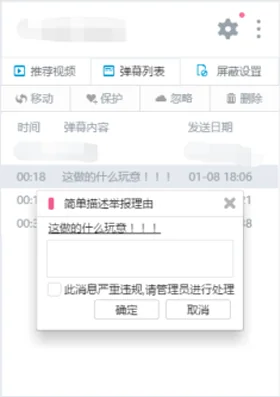 推荐视频 弹幕列表 屏蔽设置
移动 保护 忽略 删除
时间 弹幕内容 发送日期
00:18 这做的什么玩意！！！ 01-08 18:06
简单描述举报理由
这做的什么玩意！！！
此消息严重违规,请管理员进行处理
确定 取消